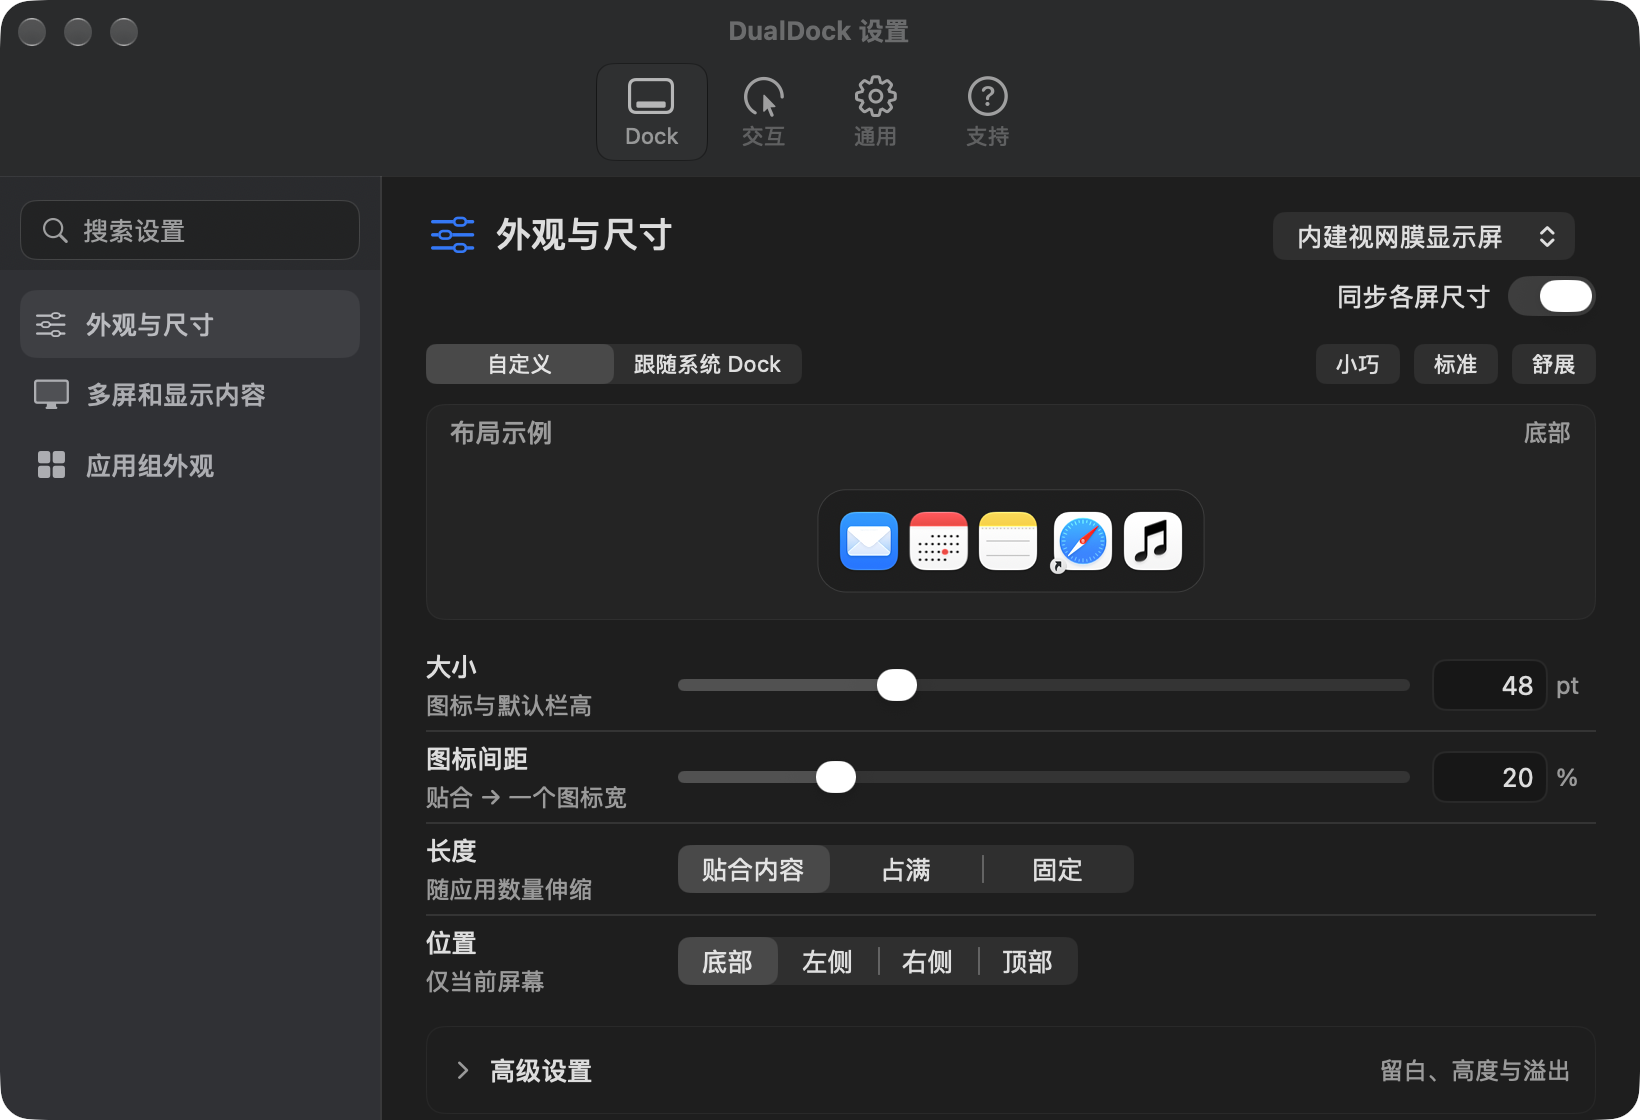 DualDock 设置
Dock
交互
通用
支持
搜索设置
外观与尺寸
多屏和显示内容
应用组外观
外观与尺寸
内建视网膜显示屏
同步各屏尺寸
自定义
跟随系统 Dock
小巧
标准
舒展
布局示例
底部
大小
图标与默认栏高
48 pt
图标间距
贴合 → 一个图标宽
20 %
长度
随应用数量伸缩
贴合内容
占满
固定
位置
仅当前屏幕
底部
左侧
右侧
顶部
高级设置
留白、高度与溢出